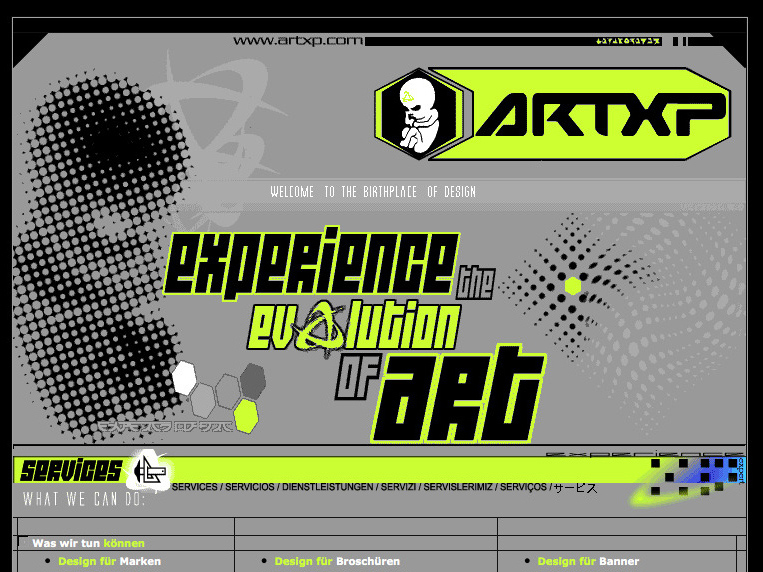 www.artxp.com
ARTXP
WELCOME TO THE BIRTHPLACE OF DESIGN
experience the
evolution
OF art
experience
services
SERVICES / SERVICIOS / DIENSTLEISTUNGEN / SERVIZI / SERVISLERIMIZ / SERVIÇOS / サービス
WHAT WE CAN DO:
Was wir tun können
Design für Marken
Design für Broschüren
Design für Banner